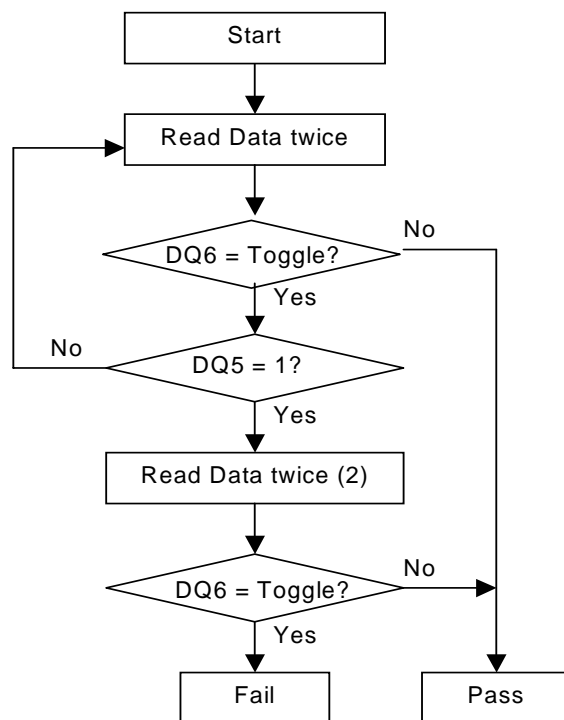 Start
Read Data twice
No
DQ6 = Toggle?
Yes
No
DQ5 = 1?
Yes
Read Data twice (2)
No
DQ6 = Toggle?
Yes
Fail
Pass